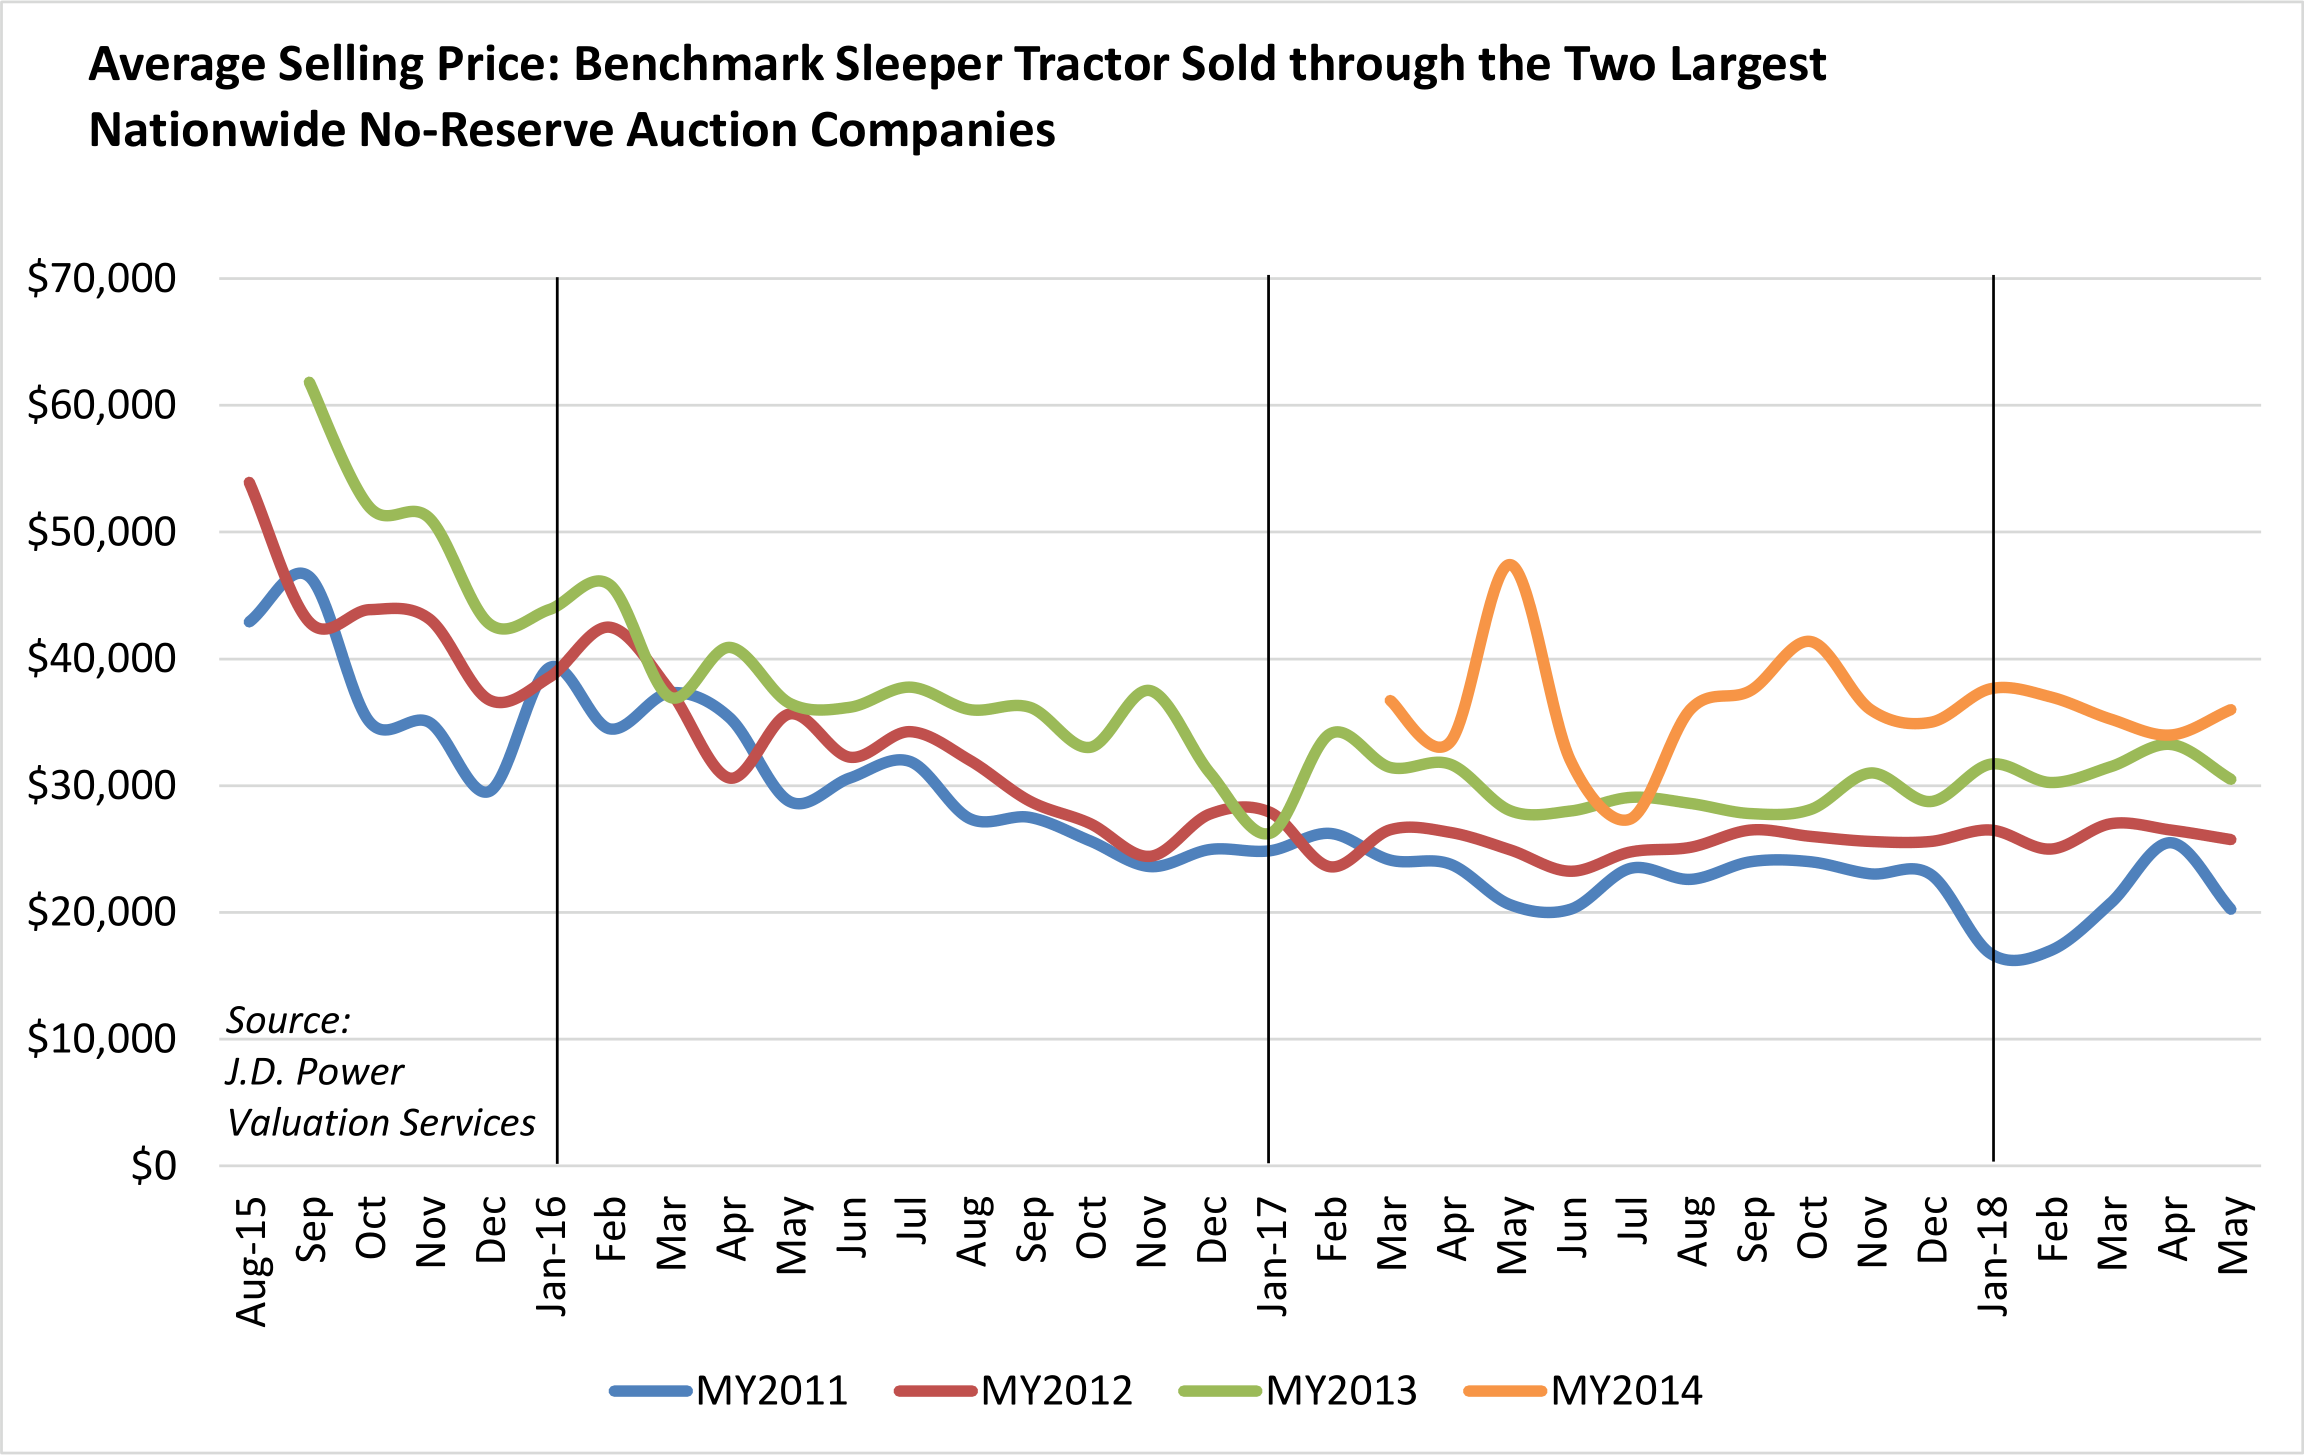 Average Selling Price: Benchmark Sleeper Tractor Sold through the Two Largest
Nationwide No-Reserve Auction Companies
$70,000
$60,000
$50,000
$40,000
$30,000
$20,000
$10,000
$0
Source:
J.D. Power
Valuation Services
Aug-15
Sep
Oct
Nov
Dec
Jan-16
Feb
Mar
Apr
May
Jun
Jul
Aug
Sep
Oct
Nov
Dec
Jan-17
Feb
Mar
Apr
May
Jun
Jul
Aug
Sep
Oct
Nov
Dec
Jan-18
Feb
Mar
Apr
May
MY2011 MY2012 MY2013 MY2014